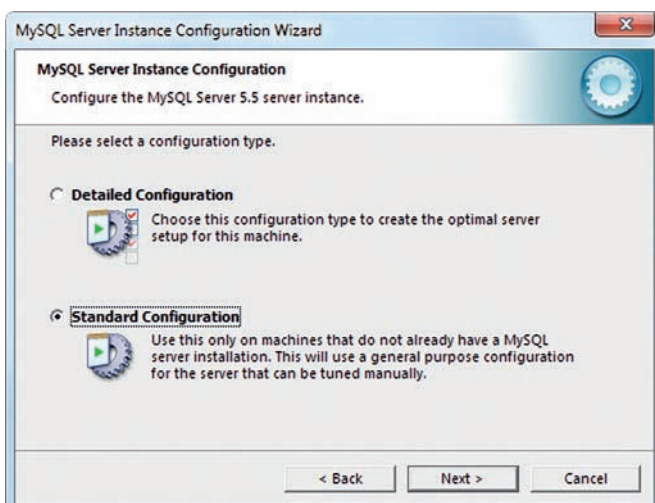 MySQL Server Instance Configuration Wizard
MySQL Server Instance Configuration
Configure the MySQL Server 5.5 server instance.
Please select a configuration type.
Detailed Configuration
Choose this configuration type to create the optimal server
setup for this machine.
Standard Configuration
Use this only on machines that do not already have a MySQL
server installation. This will use a general purpose configuration
for the server that can be tuned manually.
< Back Next > Cancel